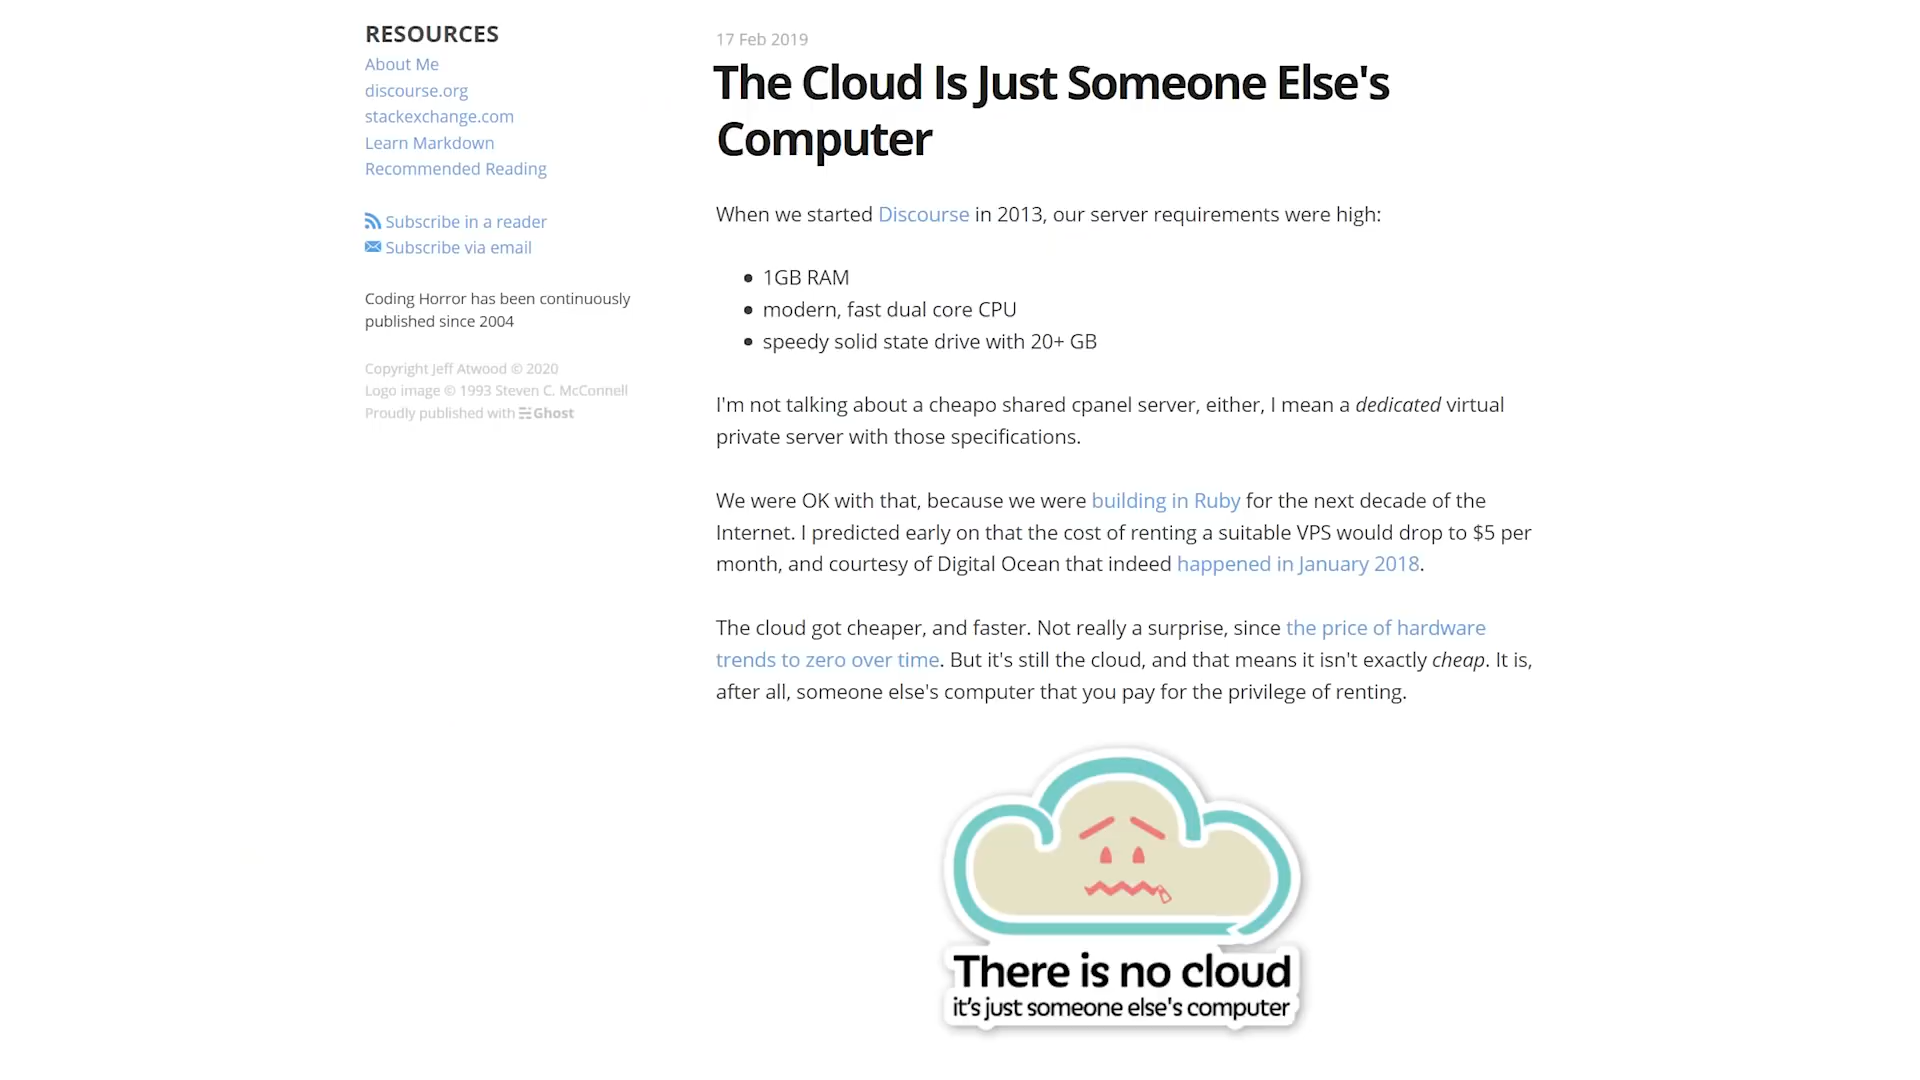 RESOURCES
About Me
discourse.org
stackexchange.com
Learn Markdown
Recommended Reading
Subscribe in a reader
Subscribe via email
Coding Horror has been continuously
published since 2004
Copyright Jeff Atwood © 2020
Logo image © 1993 Steven C. McConnell
Proudly published with Ghost
17 Feb 2019
The Cloud Is Just Someone Else's
Computer
When we started Discourse in 2013, our server requirements were high:
1GB RAM
modern, fast dual core CPU
speedy solid state drive with 20+ GB
I'm not talking about a cheapo shared cpanel server, either, I mean a dedicated virtual
private server with those specifications.
We were OK with that, because we were building in Ruby for the next decade of the
Internet. I predicted early on that the cost of renting a suitable VPS would drop to $5 per
month, and courtesy of Digital Ocean that indeed happened in January 2018.
The cloud got cheaper, and faster. Not really a surprise, since the price of hardware
trends to zero over time. But it's still the cloud, and that means it isn't exactly cheap. It is,
after all, someone else's computer that you pay for the privilege of renting.
There is no cloud
it's just someone else's computer